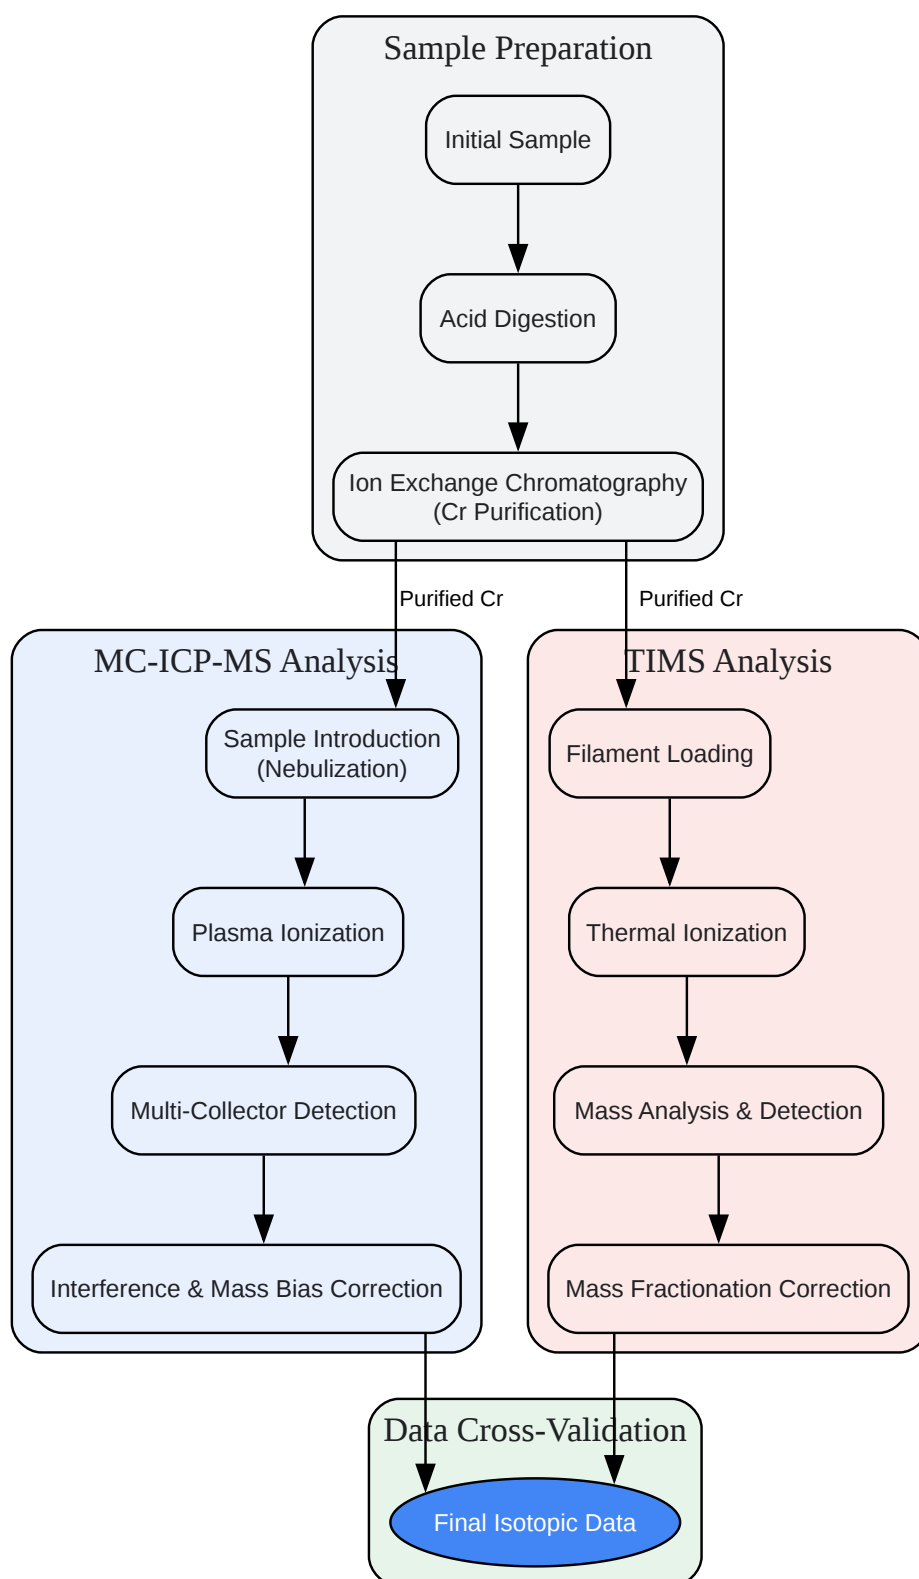 Sample Preparation
Initial Sample
Acid Digestion
Ion Exchange Chromatography
(Cr Purification)
Purified Cr
Purified Cr
MC-ICP-MS Analysis
Sample Introduction
(Nebulization)
Plasma Ionization
Multi-Collector Detection
Interference & Mass Bias Correction
TIMS Analysis
Filament Loading
Thermal Ionization
Mass Analysis & Detection
Mass Fractionation Correction
Data Cross-Validation
Final Isotopic Data